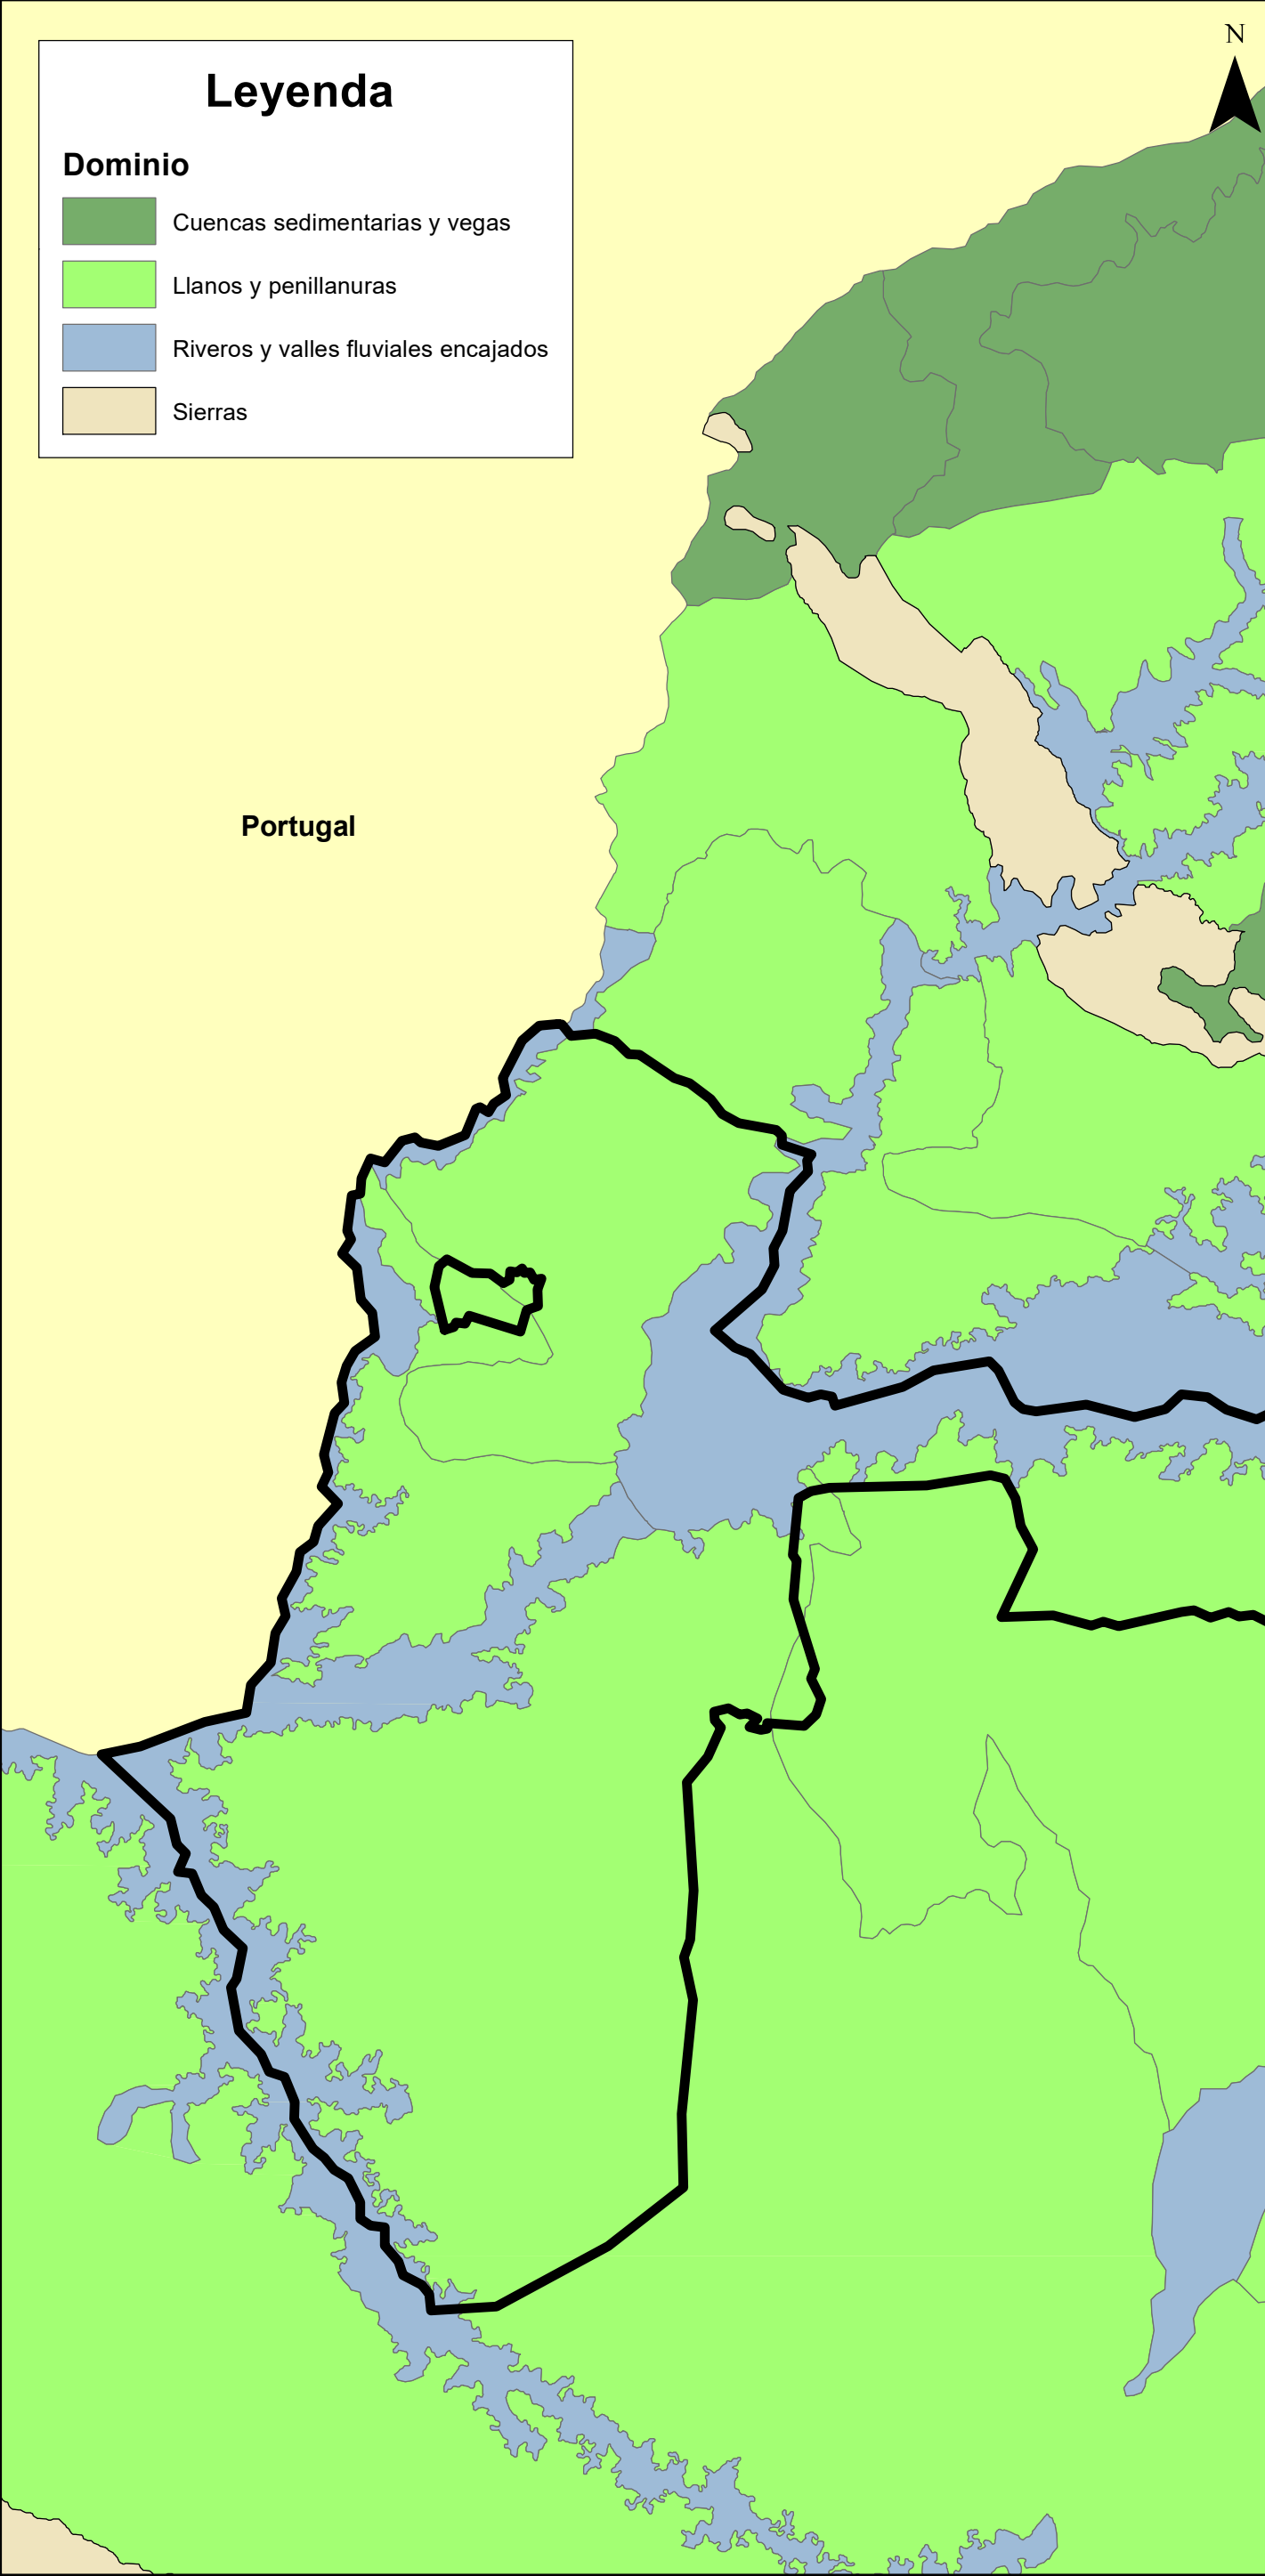 N
Leyenda
Dominio
Cuencas sedimentarias y vegas
Llanos y penillanuras
Riveros y valles fluviales encajados
Sierras
Portugal